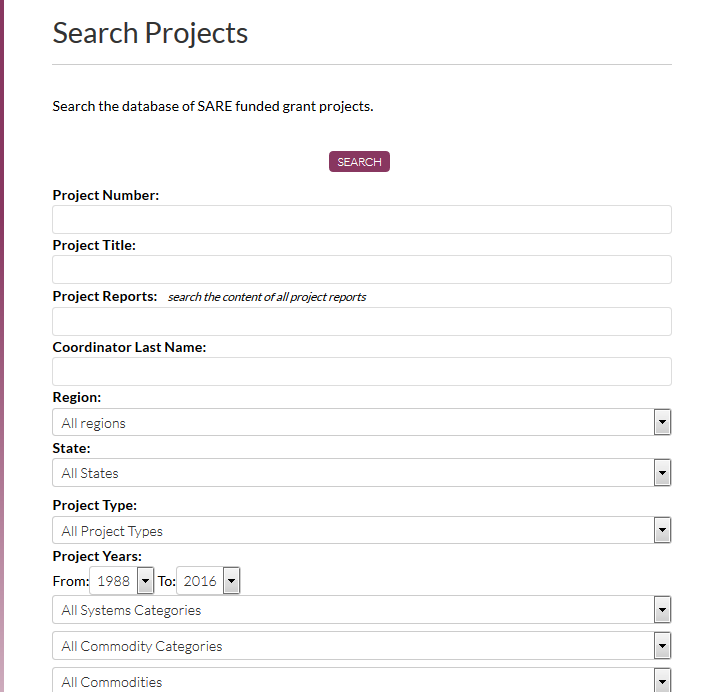 Search Projects
Search the database of SARE funded grant projects.
SEARCH
Project Number:
Project Title:
Project Reports: search the content of all project reports
Coordinator Last Name:
Region:
All regions
State:
All States
Project Type:
All Project Types
Project Years:
From: 1988 To: 2016
All Systems Categories
All Commodity Categories
All Commodities